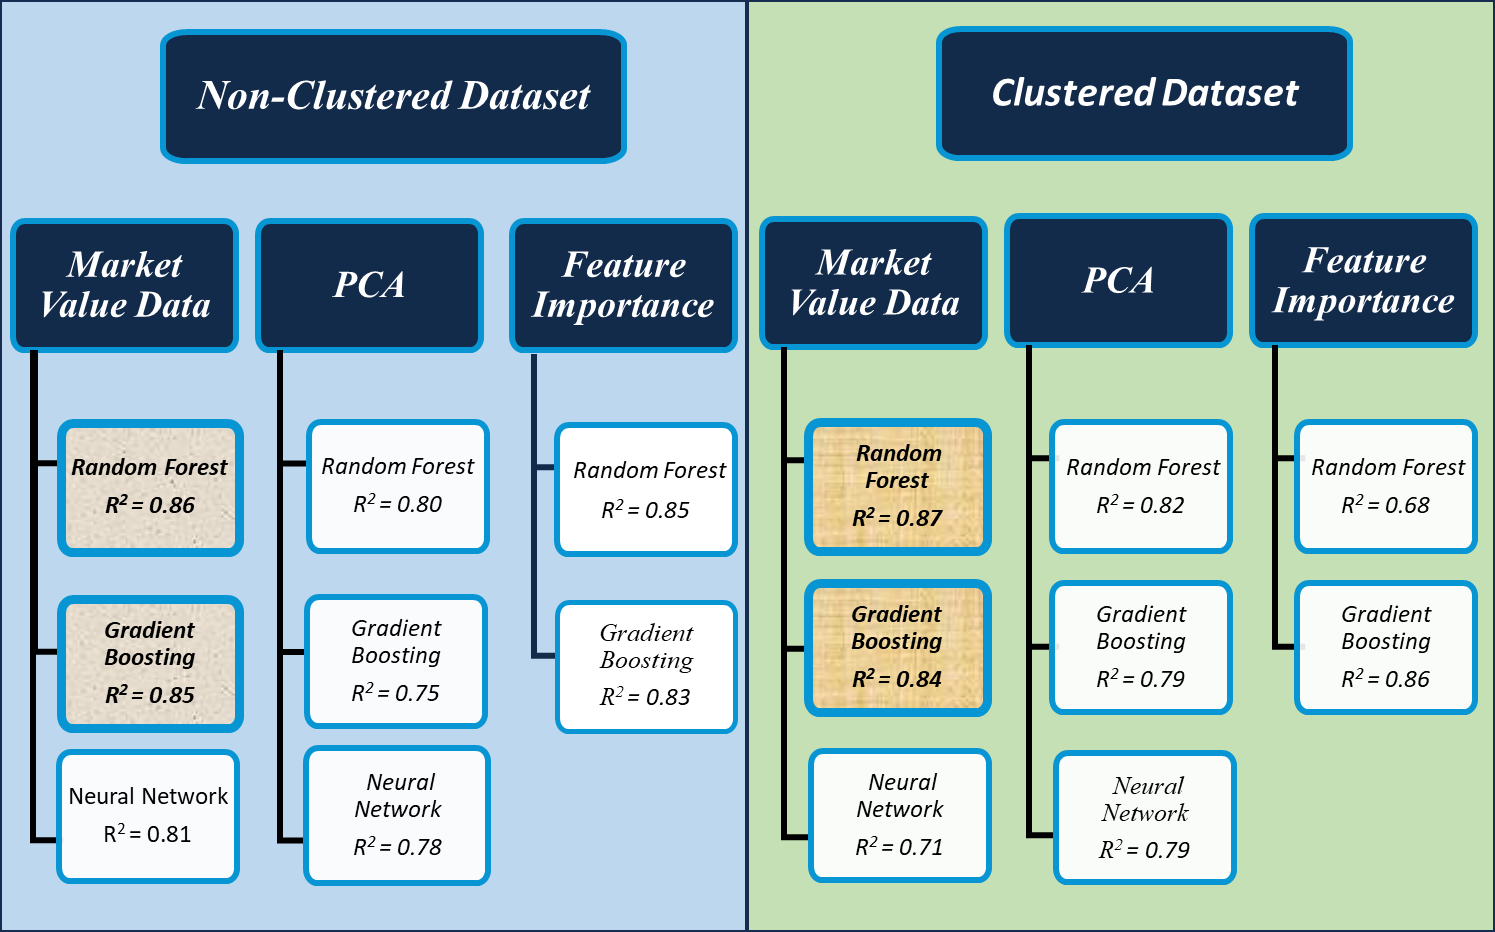 Non-Clustered Dataset
Market
Value Data
Random Forest
R² = 0.86
Gradient
Boosting
R² = 0.85
Neural Network
R² = 0.81
PCA
Random Forest
R² = 0.80
Gradient
Boosting
R² = 0.75
Neural
Network
R² = 0.78
Feature
Importance
Random Forest
R² = 0.85
Gradient
Boosting
R² = 0.83
Clustered Dataset
Market
Value Data
Random
Forest
R² = 0.87
Gradient
Boosting
R² = 0.84
Neural
Network
R² = 0.71
PCA
Random Forest
R² = 0.82
Gradient
Boosting
R² = 0.79
Neural
Network
R² = 0.79
Feature
Importance
Random Forest
R² = 0.68
Gradient
Boosting
R² = 0.86